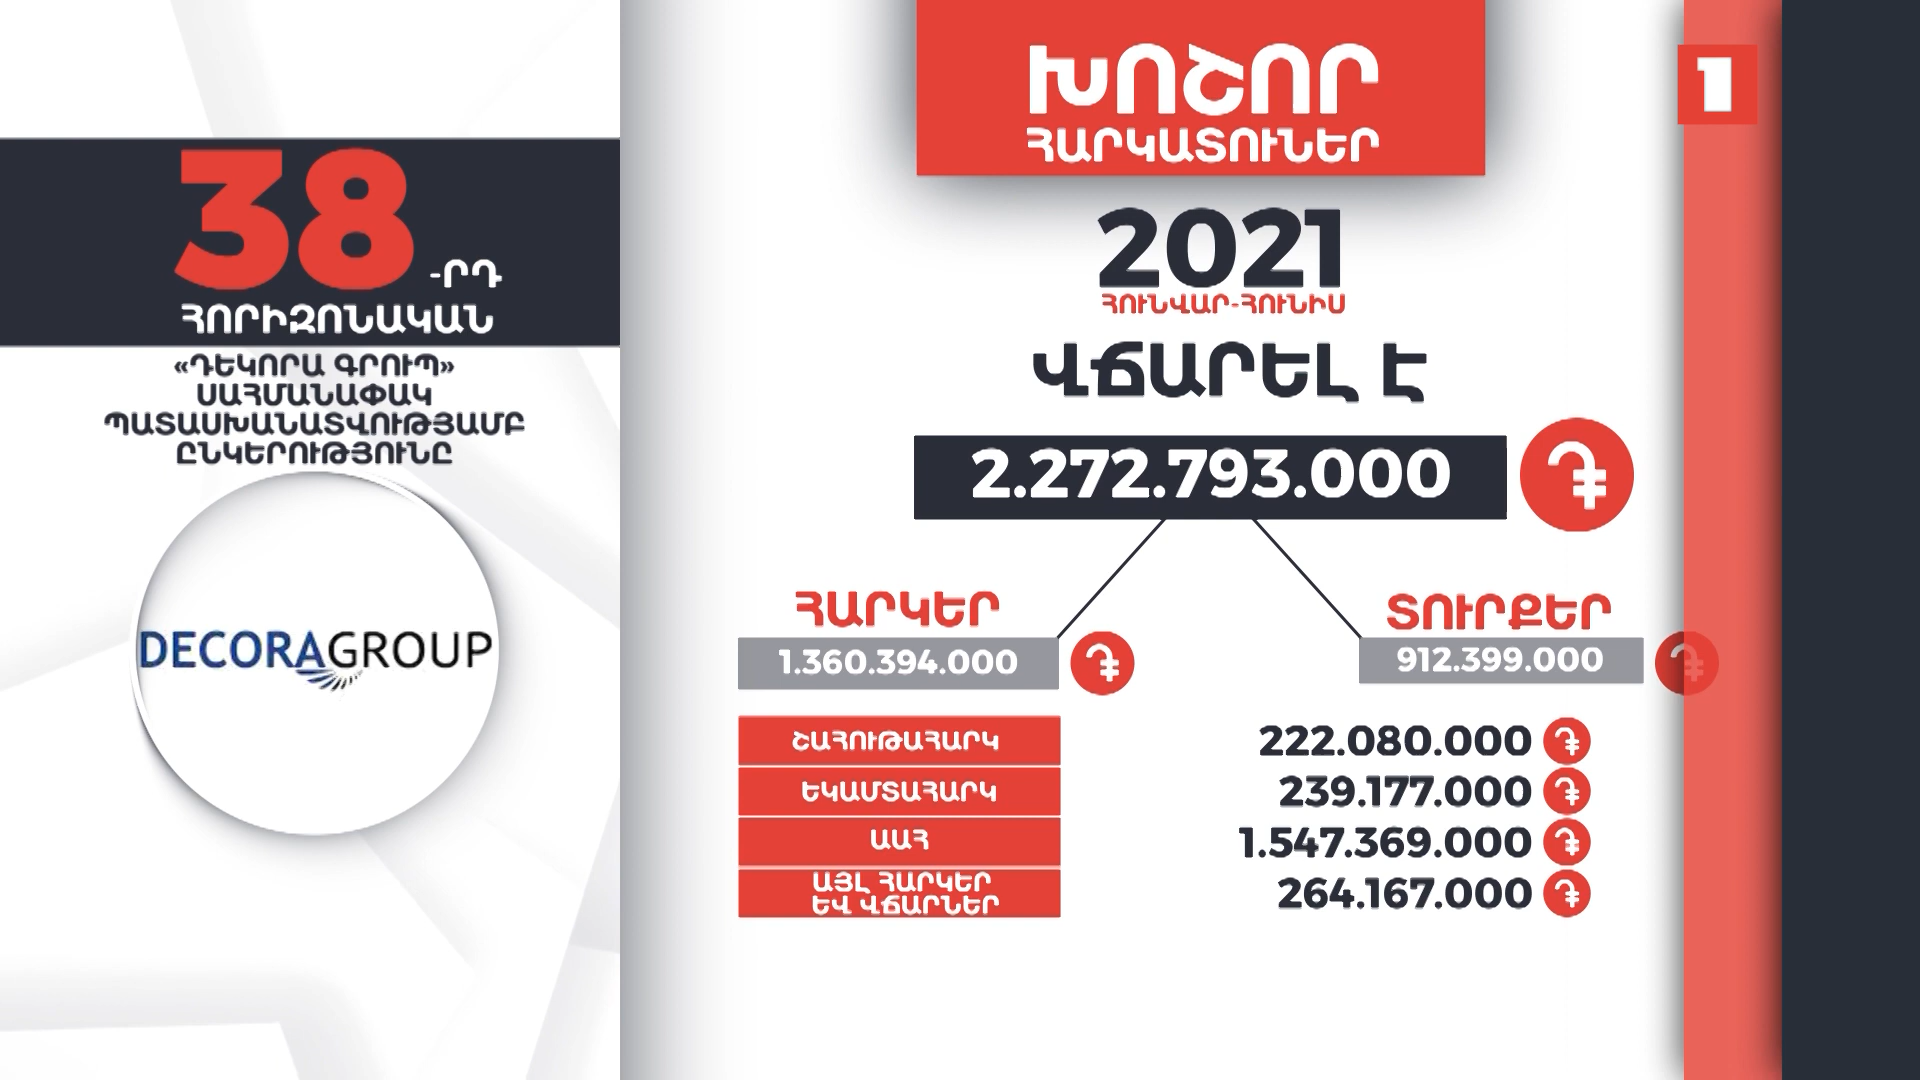 38
-ՐԴ
ՀՈՐԻԶՈՆԱԿԱՆ
«ԴԵԿՈՐԱ ԳՐՈՒՊ»
ՍԱՀՄԱՆԱՓԱԿ
ՊԱՏԱՍԽԱՆԱՏՎՈՒԹՅԱՄԲ
ԸՆԿԵՐՈՒԹՅՈՒՆԸ
DECORAGROUP
ԽՈՇՈՐ
ՀԱՐԿԱՏՈՒՆԵՐ
1
2021
ՀՈՒՆՎԱՐ-ՀՈՒՆԻՍ
ՎՃԱՐԵԼ Է
2.272.793.000 ֏
ՀԱՐԿԵՐ
1.360.394.000 ֏
ՏՈՒՐՔԵՐ
912.399.000 ֏
ՇԱՀՈՒԹԱՀԱՐԿ 222.080.000 ֏
ԵԿԱՄՏԱՀԱՐԿ 239.177.000 ֏
ԱԱՀ 1.547.369.000 ֏
ԱՅԼ ՀԱՐԿԵՐ
ԵՎ ՎՃԱՐՆԵՐ 264.167.000 ֏